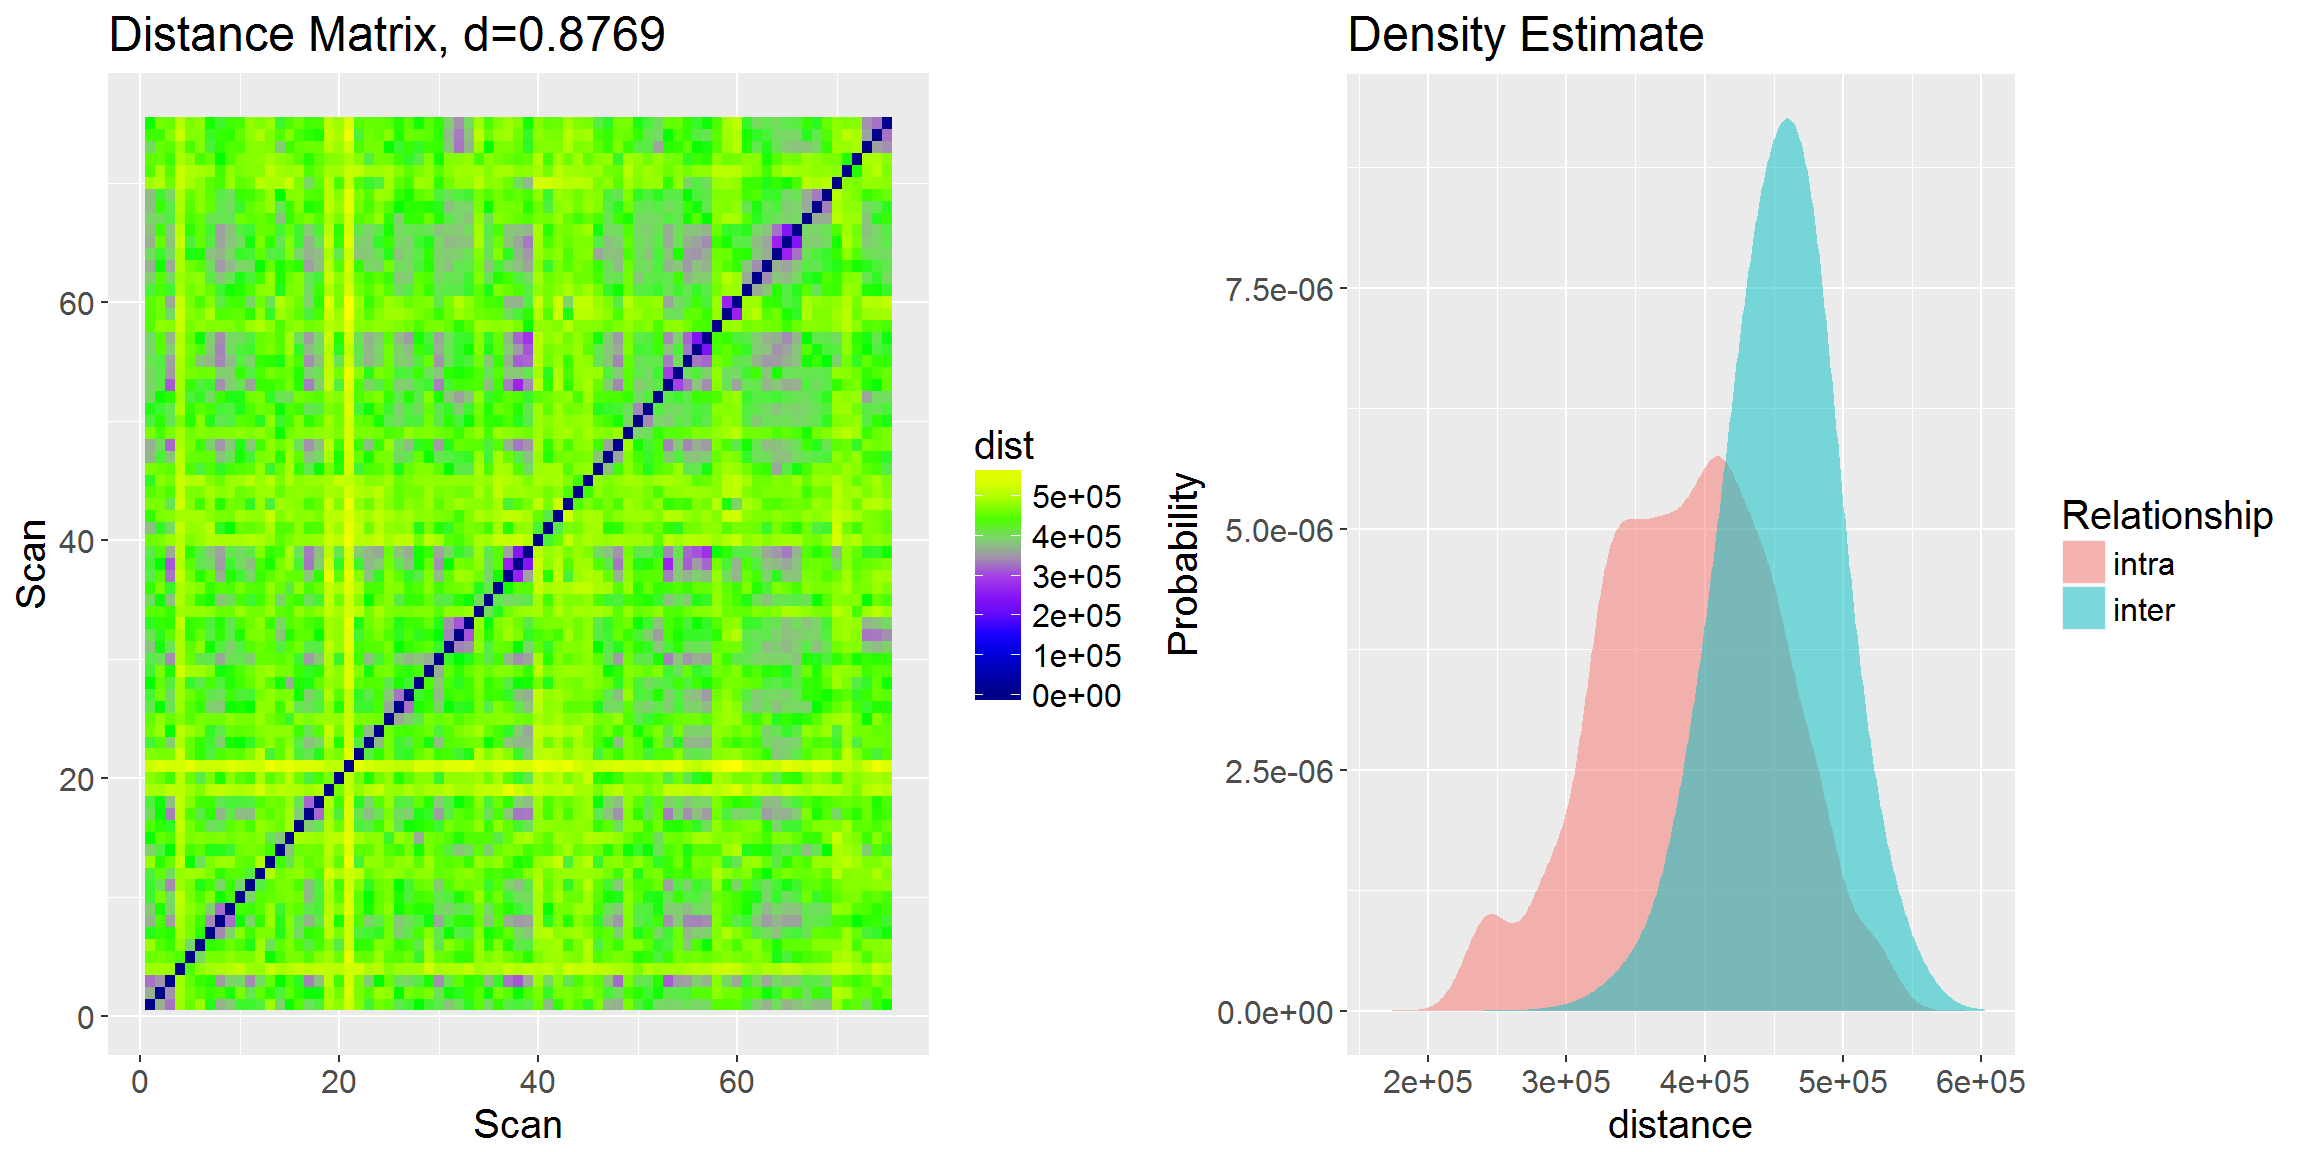 Distance Matrix, d=0.8769
Scan
60
40
20
0
0 20 40 60
Scan
dist
5e+05
4e+05
3e+05
2e+05
1e+05
0e+00
Density Estimate
Probability
7.5e-06
5.0e-06
2.5e-06
0.0e+00
2e+05 3e+05 4e+05 5e+05 6e+05
distance
Relationship
intra
inter